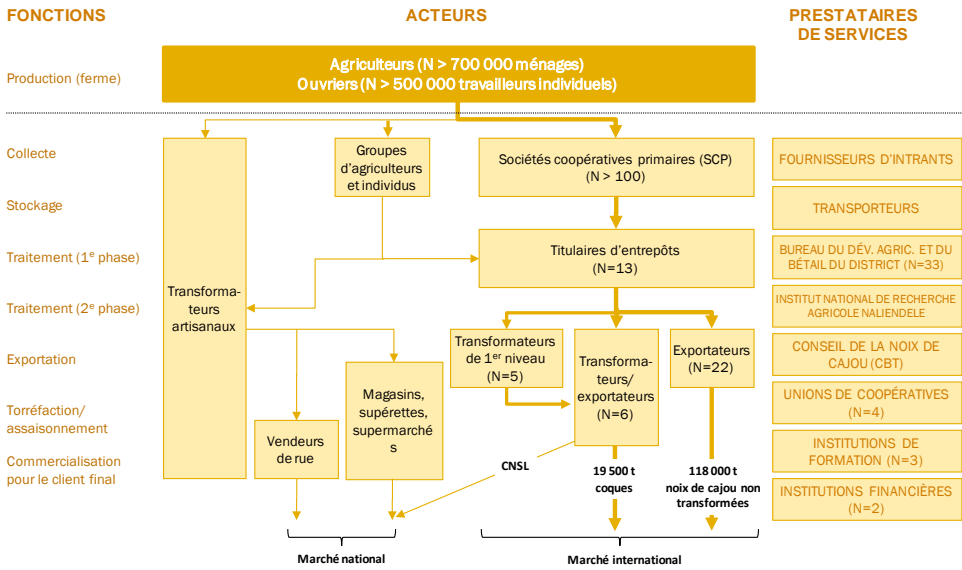 FONCTIONS
ACTEURS
PRESTATAIRES
DE SERVICES
Production (ferme)
Agriculteurs (N > 700 000 ménages)
Ouvriers (N > 500 000 travailleurs individuels)
Collecte
Stockage
Traitement (1e phase)
Traitement (2e phase)
Exportation
Torréfaction/
assaisonnement
Commercialisation
pour le client final
Transforma-
teurs
artisanaux
Groupes
d'agriculteurs
et individus
Sociétés coopératives primaires (SCP)
(N > 100)
Titulaires d'entrepôts
(N=13)
Transformateurs
de 1er niveau
(N=5)
Transforma-
teurs/
exportateurs
(N=6)
Exportateurs
(N=22)
Vendeurs
de rue
Magasins,
supérettes,
supermarché
s
CNSL
19 500 t
coques
118 000 t
noix de cajou non
transformées
Marché national
Marché international
FOURNISSEURS D'INTRANTS
TRANSPORTEURS
BUREAU DU DÉV. AGRIC. ET DU
BÉTAIL DU DISTRICT (N=33)
INSTITUT NATIONAL DE RECHERCHE
AGRICOLE NALIENDELE
CONSEIL DE LA NOIX DE
CAJOU (CBT)
UNIONS DE COOPÉRATIVES
(N=4)
INSTITUTIONS DE
FORMATION (N=3)
INSTITUTIONS FINANCIÈRES
(N=2)